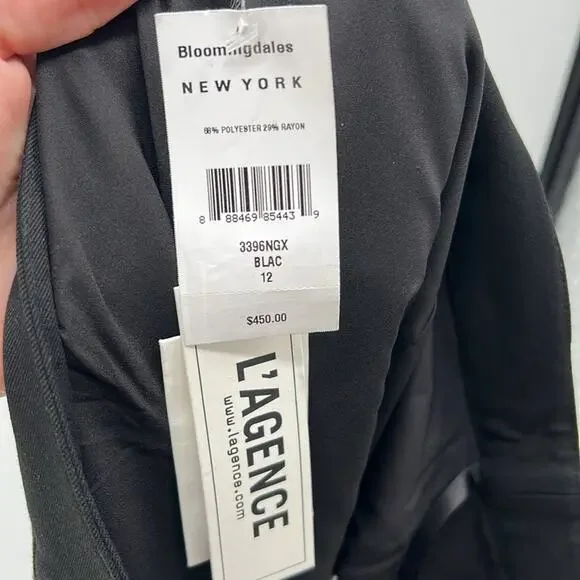 Bloomingdales
NEW YORK
68% POLYESTER 29% RAYON
8 88469 85443 9
3396NGX
BLAC
12
$450.00
L'AGENCE
www.lagence.com